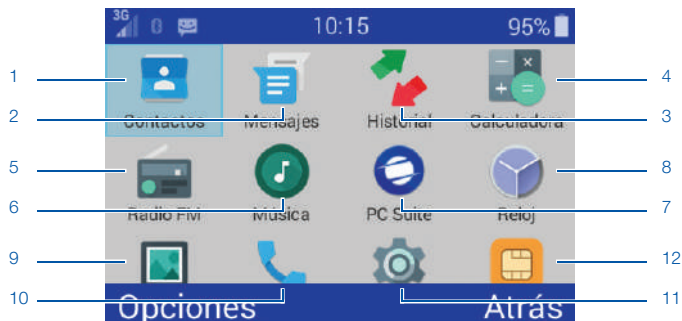 3G 10:15 95%
1 4
Contactos Mensajes Historial Calculadora
2 3
5 8
Radio FM Música PC Suite Reloj
6 7
9 12
10 11
Opciones Atrás